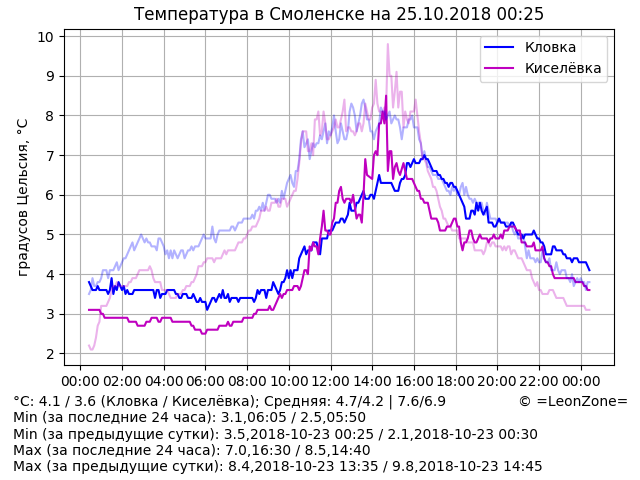 Температура в Смоленске на 25.10.2018 00:25
Кловка
Киселёвка
градусов Цельсия, °C
10
9
8
7
6
5
4
3
2
00:00 02:00 04:00 06:00 08:00 10:00 12:00 14:00 16:00 18:00 20:00 22:00 00:00
°C: 4.1 / 3.6 (Кловка / Киселёвка); Средняя: 4.7/4.2 | 7.6/6.9
© =LeonZone=
Min (за последние 24 часа): 3.1,06:05 / 2.5,05:50
Min (за предыдущие сутки): 3.5,2018-10-23 00:25 / 2.1,2018-10-23 00:30
Max (за последние 24 часа): 7.0,16:30 / 8.5,14:40
Max (за предыдущие сутки): 8.4,2018-10-23 13:35 / 9.8,2018-10-23 14:45